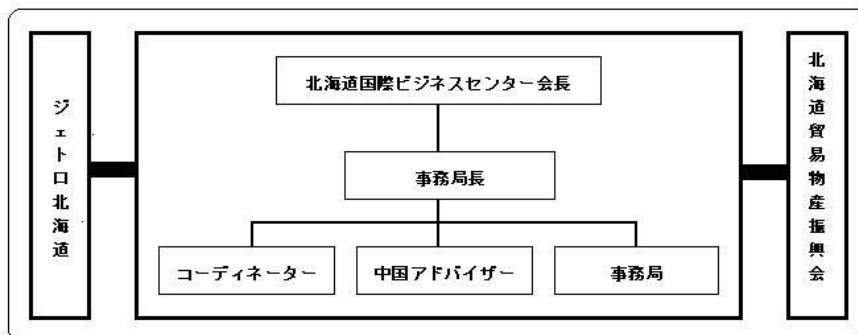 ジェトロ北海道
北海道国際ビジネスセンター会長
事務局長
コーディネーター
中国アドバイザー
事務局
北海道貿易物産振興会